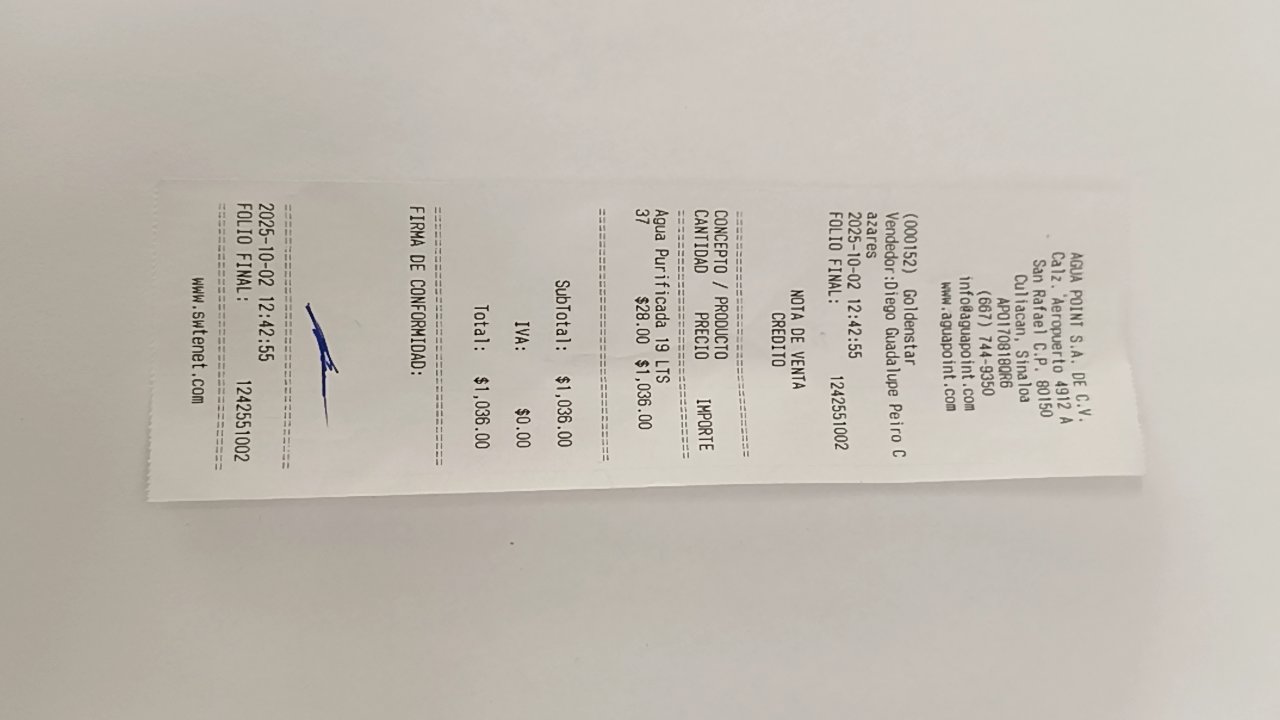 AGUA POINT S.A. DE C.V.
Calz. Aeropuerto 4912 A
San Rafael C.P. 80150
Culiacan, Sinaloa
APO170818QR6
(667) 744-9350
info@aguapoint.com
www.aguapoint.com
(000152) Goldenstar
Vendedor:Diego Guadalupe Peiro C
azares
2025-10-02 12:42:55
FOLIO FINAL: 1242551002
NOTA DE VENTA
CREDITO
================================
CONCEPTO / PRODUCTO
CANTIDAD PRECIO IMPORTE
================================
Agua Purificada 19 LTS
37 $28.00 $1,036.00
================================
SubTotal: $1,036.00
IVA: $0.00
Total: $1,036.00
================================
FIRMA DE CONFORMIDAD:
================================
2025-10-02 12:42:55
FOLIO FINAL: 1242551002
================================
www.swfenet.com